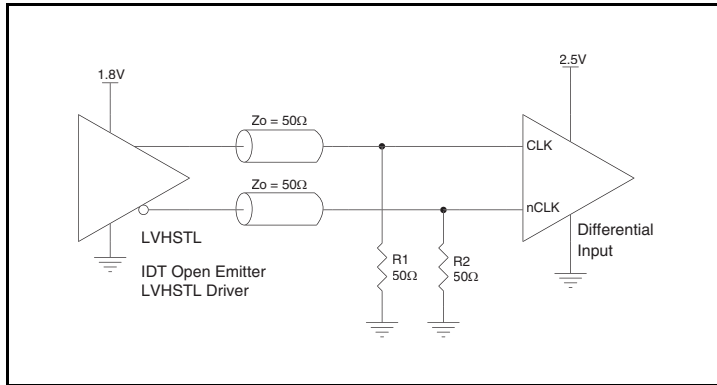 1.8V
2.5V
Zo = 50Ω
CLK
Zo = 50Ω
nCLK
LVHSTL
IDT Open Emitter
LVHSTL Driver
R1
50Ω
R2
50Ω
Differential
Input